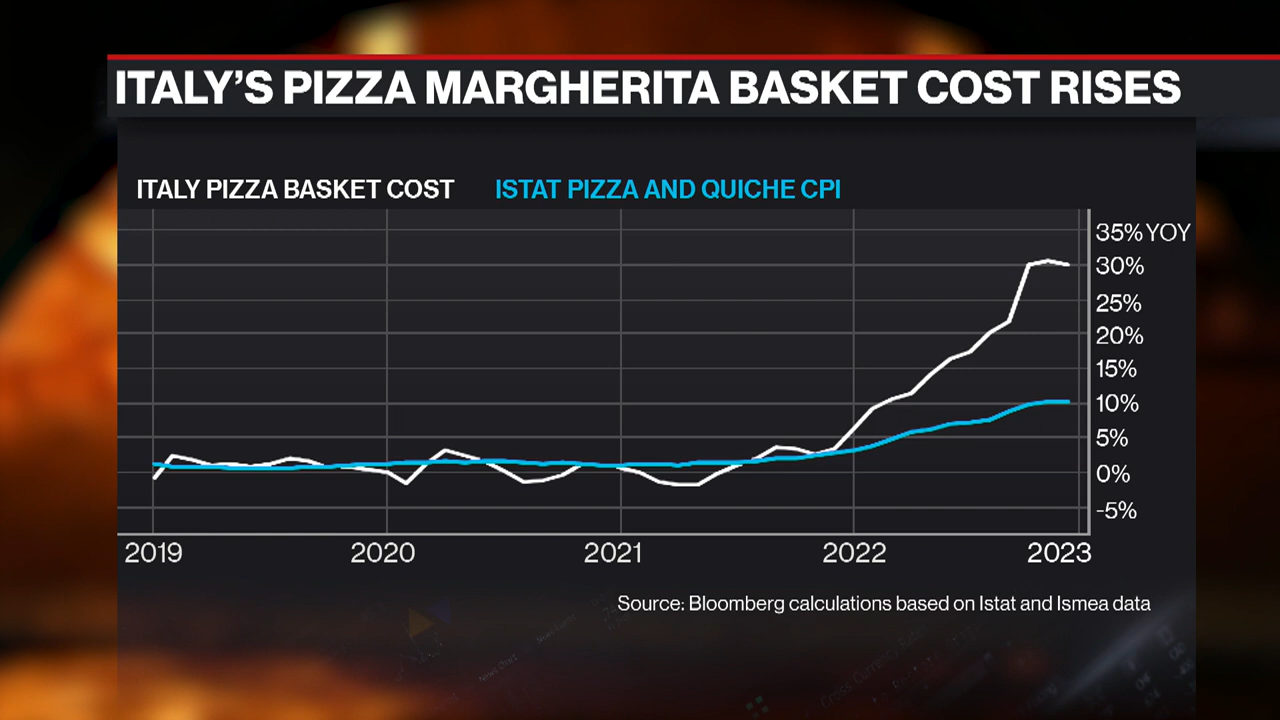 ITALY'S PIZZA MARGHERITA BASKET COST RISES
ITALY PIZZA BASKET COST ISTAT PIZZA AND QUICHE CPI
35% YOY
30%
25%
20%
15%
10%
5%
0%
-5%
2019 2020 2021 2022 2023
Source: Bloomberg calculations based on Istat and Ismea data